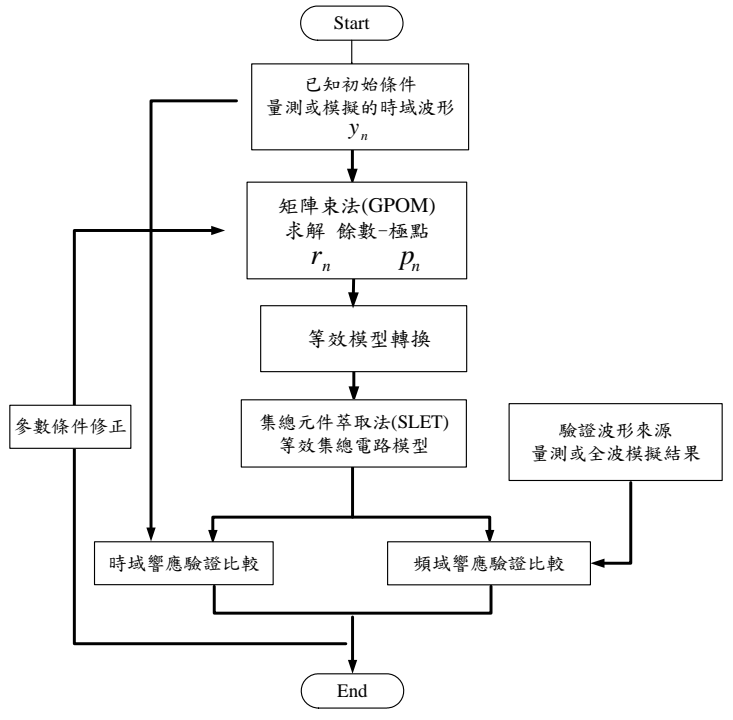 Start
已知初始條件
量測或模擬的時域波形
yₙ
矩陣束法(GPOM)
求解 餘數-極點
rₙ pₙ
等效模型轉換
集總元件萃取法(SLET)
等效集總電路模型
參數條件修正
驗證波形來源
量測或全波模擬結果
時域響應驗證比較
頻域響應驗證比較
End